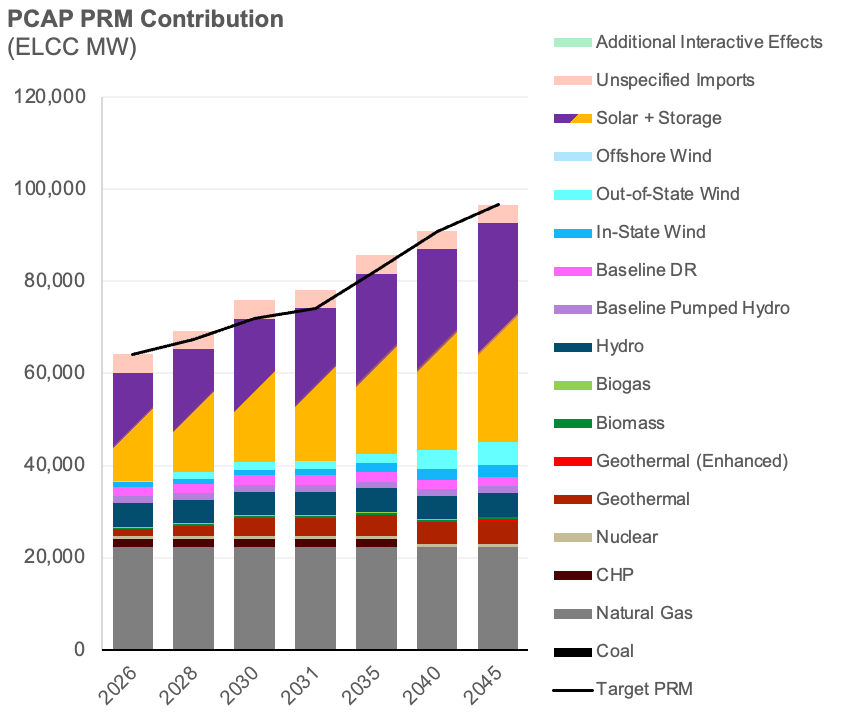 PCAP PRM Contribution
(ELCC MW)
120,000
100,000
80,000
60,000
40,000
20,000
0
2026
2028
2030
2031
2035
2040
2045
Additional Interactive Effects
Unspecified Imports
Solar + Storage
Offshore Wind
Out-of-State Wind
In-State Wind
Baseline DR
Baseline Pumped Hydro
Hydro
Biogas
Biomass
Geothermal (Enhanced)
Geothermal
Nuclear
CHP
Natural Gas
Coal
Target PRM